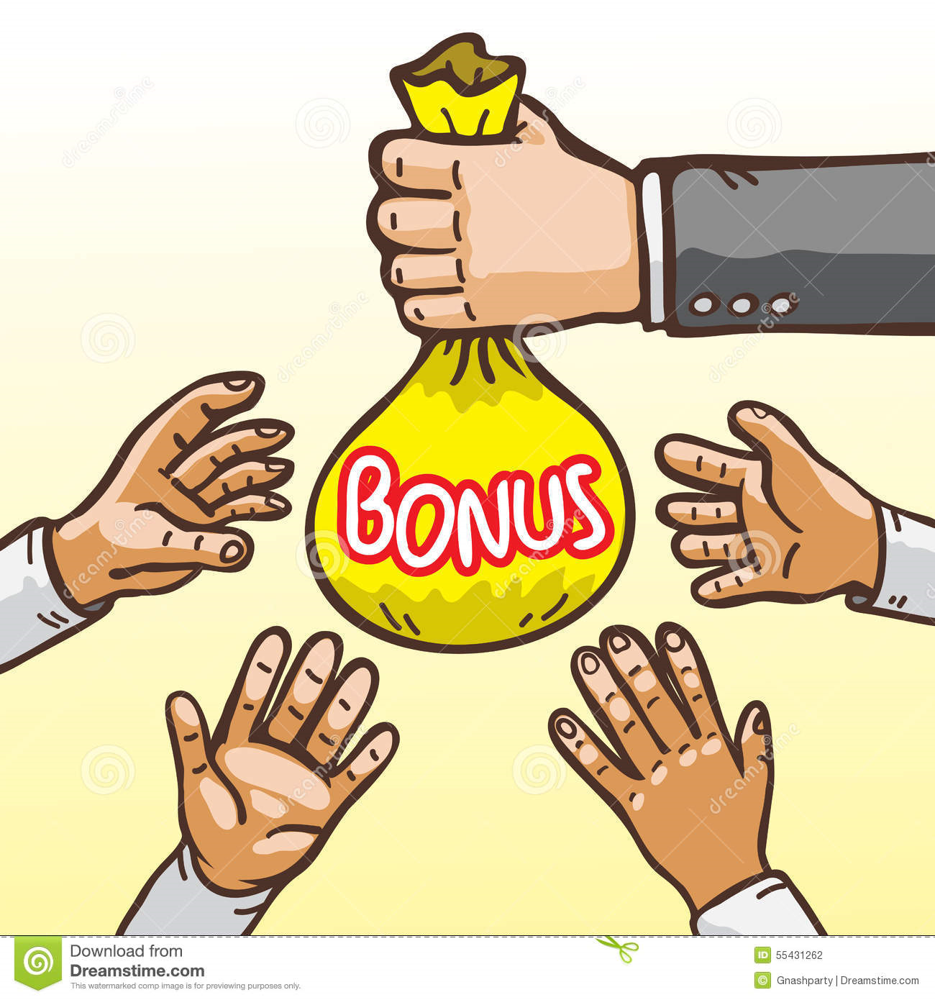 BONUS
dreamstime
Download from
Dreamstime.com
This watermarked comp image is for previewing purposes only.
ID 55431262
© Gnashparty | Dreamstime.com